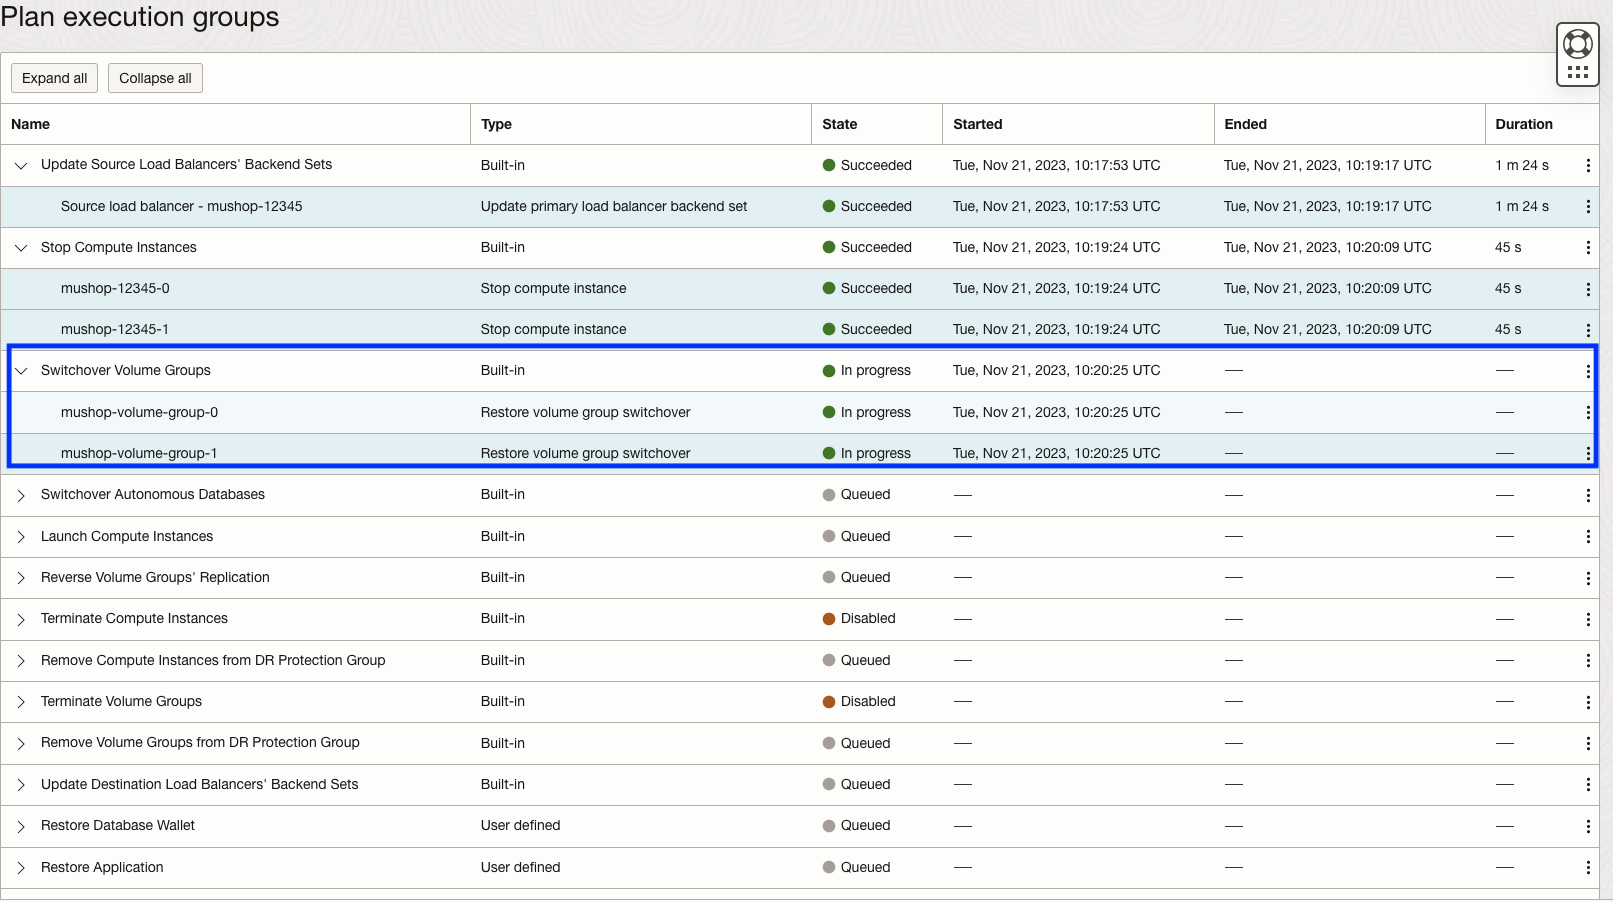 Plan execution groups
Expand all Collapse all
Name Type State Started Ended Duration
Update Source Load Balancers' Backend Sets Built-in Succeeded Tue, Nov 21, 2023, 10:17:53 UTC Tue, Nov 21, 2023, 10:19:17 UTC 1 m 24 s
Source load balancer - mushop-12345 Update primary load balancer backend set Succeeded Tue, Nov 21, 2023, 10:17:53 UTC Tue, Nov 21, 2023, 10:19:17 UTC 1 m 24 s
Stop Compute Instances Built-in Succeeded Tue, Nov 21, 2023, 10:19:24 UTC Tue, Nov 21, 2023, 10:20:09 UTC 45 s
mushop-12345-0 Stop compute instance Succeeded Tue, Nov 21, 2023, 10:19:24 UTC Tue, Nov 21, 2023, 10:20:09 UTC 45 s
mushop-12345-1 Stop compute instance Succeeded Tue, Nov 21, 2023, 10:19:24 UTC Tue, Nov 21, 2023, 10:20:09 UTC 45 s
Switchover Volume Groups Built-in In progress Tue, Nov 21, 2023, 10:20:25 UTC — —
mushop-volume-group-0 Restore volume group switchover In progress Tue, Nov 21, 2023, 10:20:25 UTC — —
mushop-volume-group-1 Restore volume group switchover In progress Tue, Nov 21, 2023, 10:20:25 UTC — —
Switchover Autonomous Databases Built-in Queued — — —
Launch Compute Instances Built-in Queued — — —
Reverse Volume Groups' Replication Built-in Queued — — —
Terminate Compute Instances Built-in Disabled — — —
Remove Compute Instances from DR Protection Group Built-in Queued — — —
Terminate Volume Groups Built-in Disabled — — —
Remove Volume Groups from DR Protection Group Built-in Queued — — —
Update Destination Load Balancers' Backend Sets Built-in Queued — — —
Restore Database Wallet User defined Queued — — —
Restore Application User defined Queued — — —